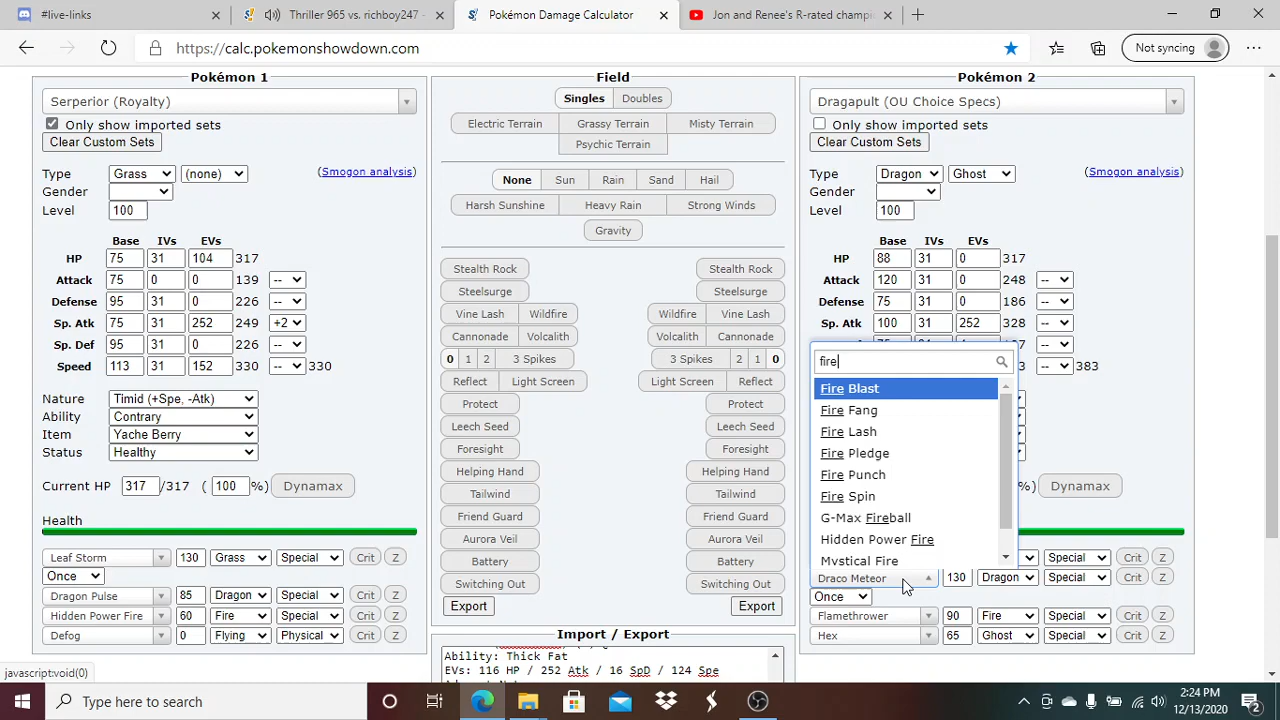 #live-links
Thriller 965 vs. richboy247 -
Pokémon Damage Calculator
Jon and Renee's R-rated champi
https://calc.pokemonshowdown.com
Not syncing
Pokémon 1
Field
Pokémon 2
Serperior (Royalty)
Singles Doubles
Dragapult (OU Choice Specs)
Only show imported sets
Electric Terrain Grassy Terrain Misty Terrain
Only show imported sets
Clear Custom Sets
Psychic Terrain
Clear Custom Sets
Type Grass (none) (Smogon analysis)
None Sun Rain Sand Hail
Type Dragon Ghost (Smogon analysis)
Gender
Harsh Sunshine Heavy Rain Strong Winds
Gender
Level 100
Gravity
Level 100
Base IVs EVs
Base IVs EVs
HP 75 31 104 317
HP 88 31 0 317
Attack 75 0 0 139 --
Stealth Rock Stealth Rock
Attack 120 31 0 248 --
Defense 95 31 0 226 --
Steelsurge Steelsurge
Defense 75 31 0 186 --
Sp. Atk 75 31 252 249 +2
Vine Lash Wildfire Wildfire Vine Lash
Sp. Atk 100 31 252 328 --
Sp. Def 95 31 0 226 --
Cannonade Volcalith Volcalith Cannonade
Speed 113 31 152 330 -- 330
0 1 2 3 Spikes 3 Spikes 2 1 0
-- 383
fire
Reflect Light Screen Light Screen Reflect
Fire Blast
Nature Timid (+Spe, -Atk)
Protect Protect
Fire Fang
Ability Contrary
Leech Seed Leech Seed
Fire Lash
Item Yache Berry
Foresight Foresight
Fire Pledge
Status Healthy
Helping Hand Helping Hand
Fire Punch
Current HP 317 /317 ( 100 %) Dynamax
Tailwind Tailwind
Fire Spin
Dynamax
Friend Guard Friend Guard
G-Max Fireball
Health
Aurora Veil Aurora Veil
Hidden Power Fire
Battery Battery
Mystical Fire
Leaf Storm 130 Grass Special Crit Z
Special Crit Z
Once
Switching Out Switching Out
Draco Meteor 130 Dragon Special Crit Z
Dragon Pulse 85 Dragon Special Crit Z
Export Export
Once
Hidden Power Fire 60 Fire Special Crit Z
Flamethrower 90 Fire Special Crit Z
Defog 0 Flying Physical Crit Z
Import / Export
Hex 65 Ghost Special Crit Z
Ability: Thick Fat
EVs: 116 HP / 252 Atk / 16 SpD / 124 Spe
javascript:void(0)
Type here to search
2:24 PM
12/13/2020
2